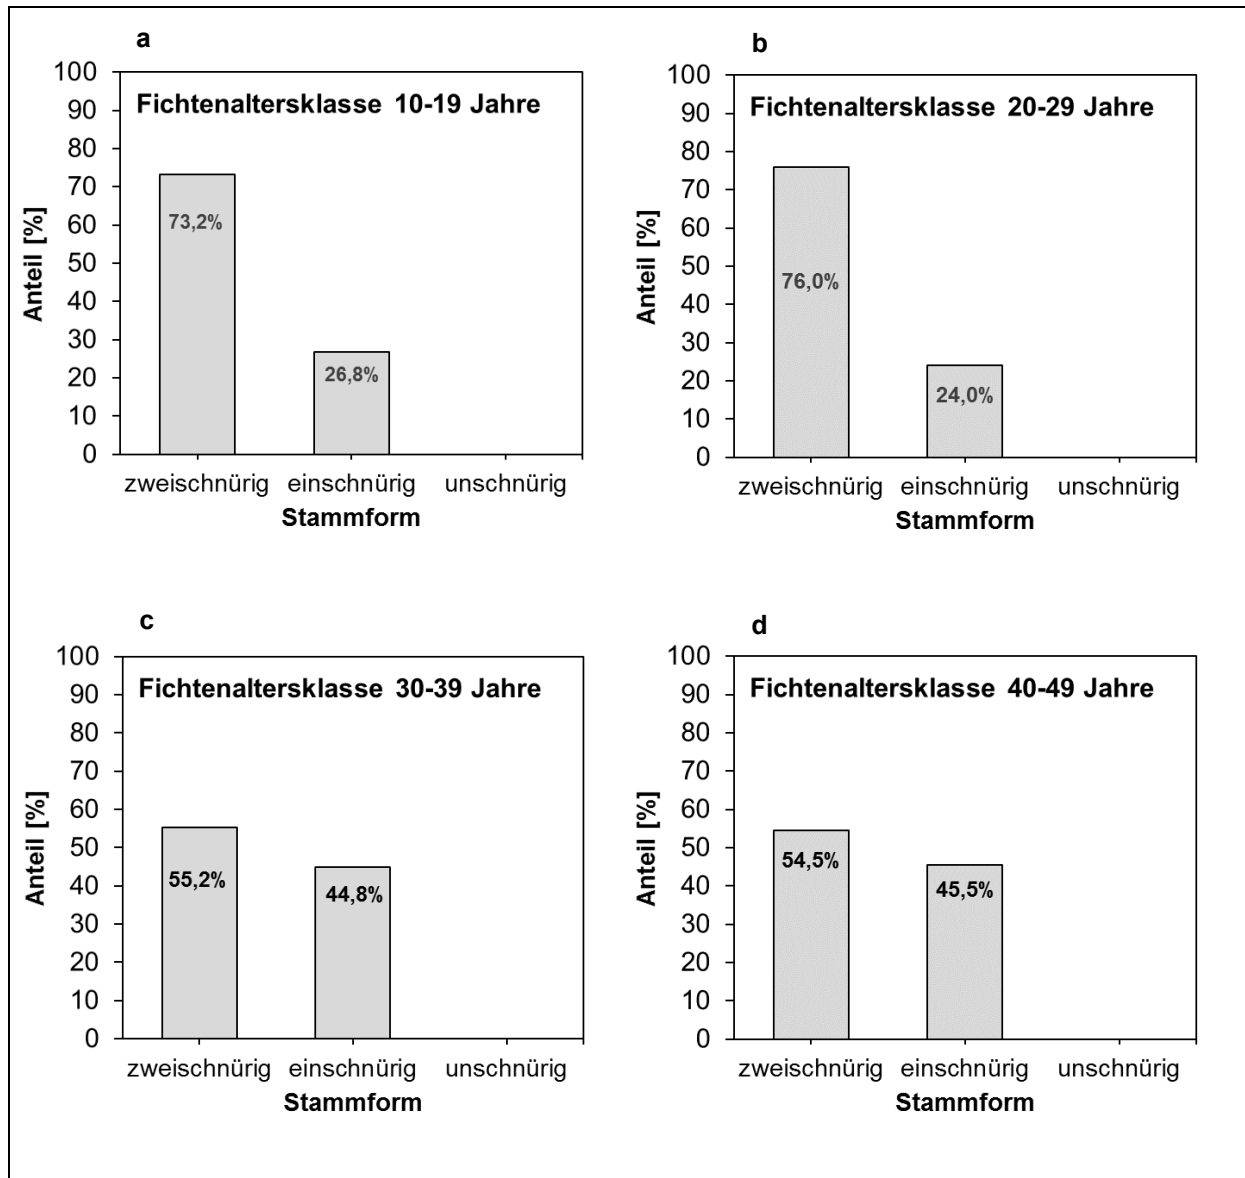 a
100
90
80
70
60
50
40
30
20
10
0
Anteil [%]
Fichtenaltersklasse 10-19 Jahre
73,2%
26,8%
zweischnürig einschnürig unschnürig
Stammform
b
100
90
80
70
60
50
40
30
20
10
0
Anteil [%]
Fichtenaltersklasse 20-29 Jahre
76,0%
24,0%
zweischnürig einschnürig unschnürig
Stammform
c
100
90
80
70
60
50
40
30
20
10
0
Anteil [%]
Fichtenaltersklasse 30-39 Jahre
55,2%
44,8%
zweischnürig einschnürig unschnürig
Stammform
d
100
90
80
70
60
50
40
30
20
10
0
Anteil [%]
Fichtenaltersklasse 40-49 Jahre
54,5%
45,5%
zweischnürig einschnürig unschnürig
Stammform